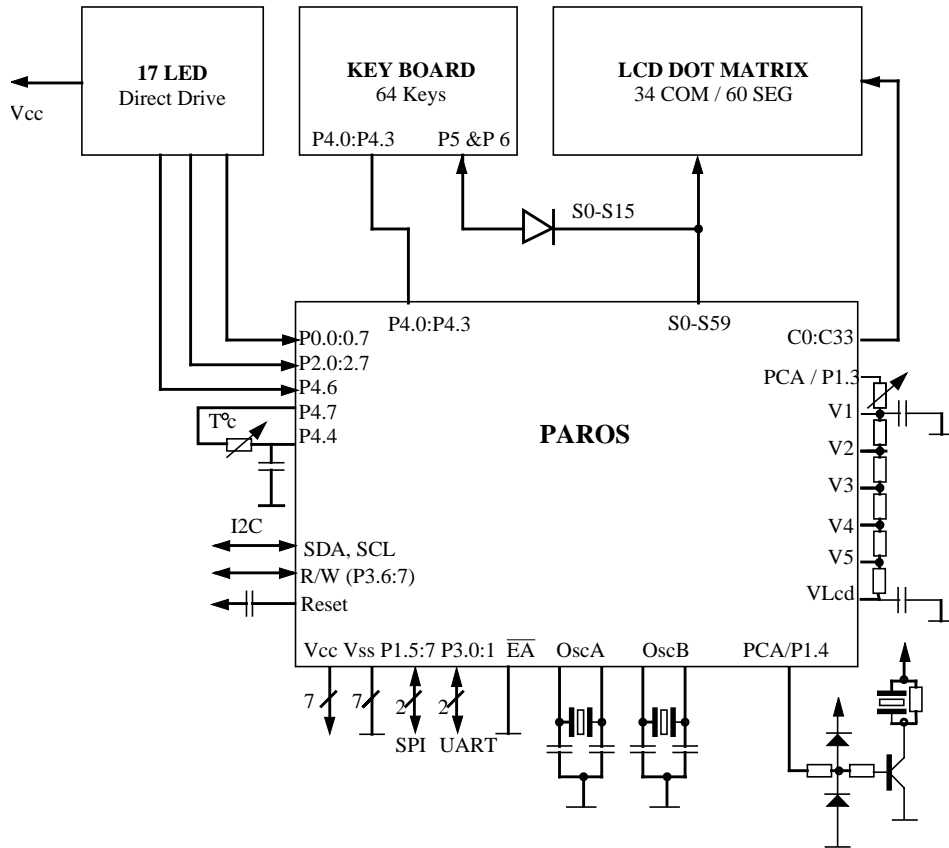 17 LED
Direct Drive
Vcc
KEY BOARD
64 Keys
P4.0:P4.3 P5 &P 6
LCD DOT MATRIX
34 COM / 60 SEG
S0-S15
P4.0:P4.3
S0-S59
C0:C33
P0.0:0.7
P2.0:2.7
P4.6
P4.7
P4.4
T°c
PCA / P1.3
V1
V2
V3
V4
V5
VLcd
PAROS
I2C
SDA, SCL
R/W (P3.6:7)
Reset
Vcc Vss P1.5:7 P3.0:1 EA OscA OscB PCA/P1.4
7 7 2 2
SPI UART